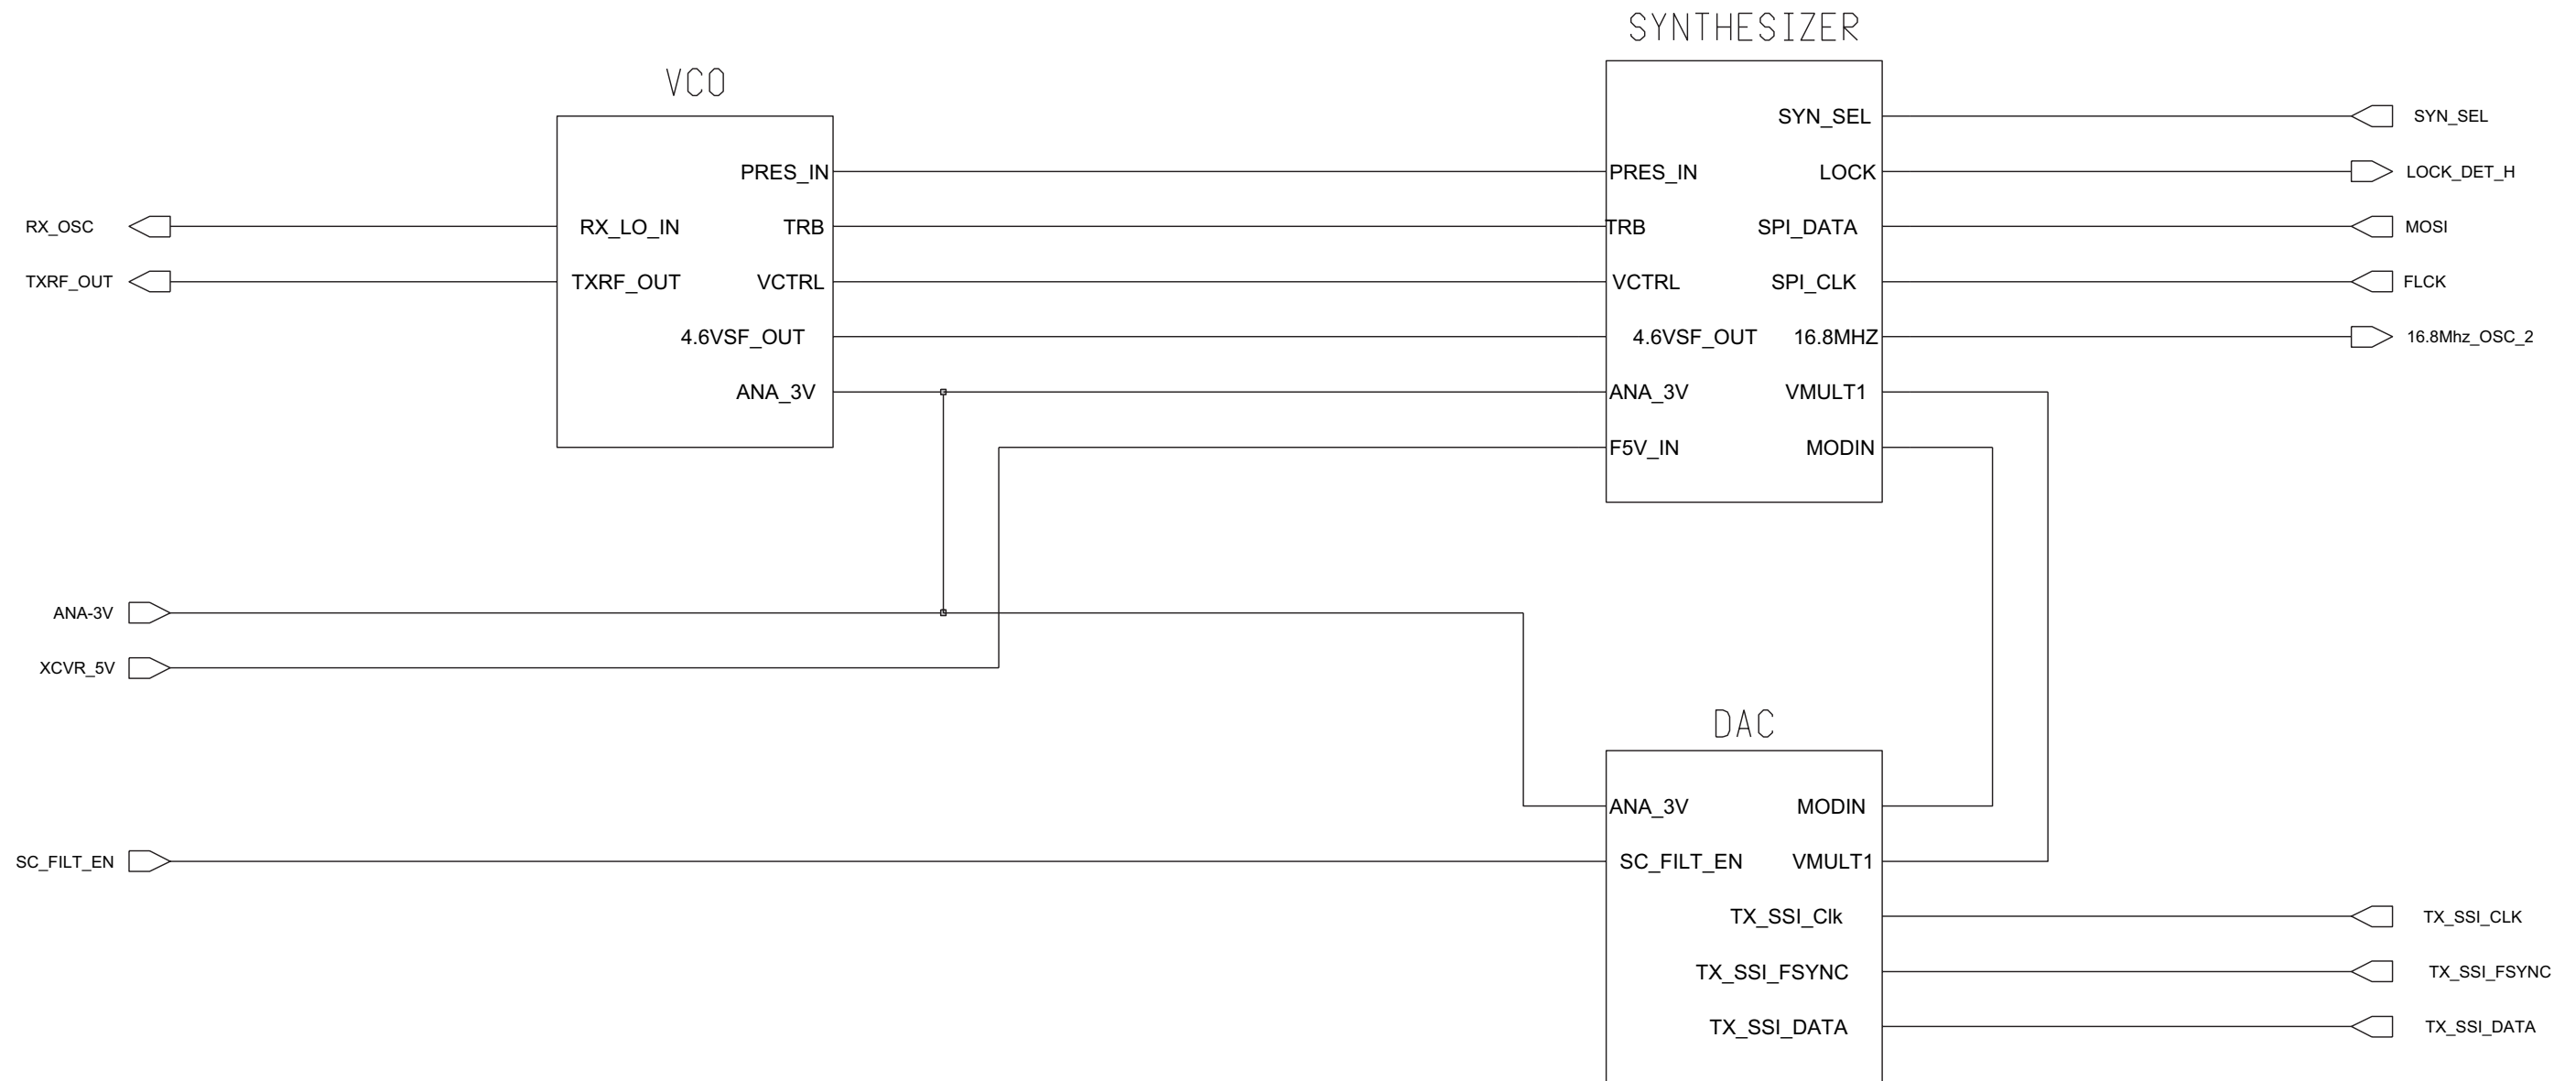 SYNTHESIZER
VCO
SYN_SEL SYN_SEL
PRES_IN PRES_IN LOCK LOCK_DET_H
RX_OSC RX_LO_IN TRB TRB SPI_DATA MOSI
TXRF_OUT TXRF_OUT VCTRL VCTRL SPI_CLK FLCK
4.6VSF_OUT 4.6VSF_OUT 16.8MHZ 16.8Mhz_OSC_2
ANA_3V ANA_3V VMULT1
F5V_IN MODIN
ANA-3V
XCVR_5V
DAC
ANA_3V MODIN
SC_FILT_EN SC_FILT_EN VMULT1
TX_SSI_Clk TX_SSI_CLK
TX_SSI_FSYNC TX_SSI_FSYNC
TX_SSI_DATA TX_SSI_DATA